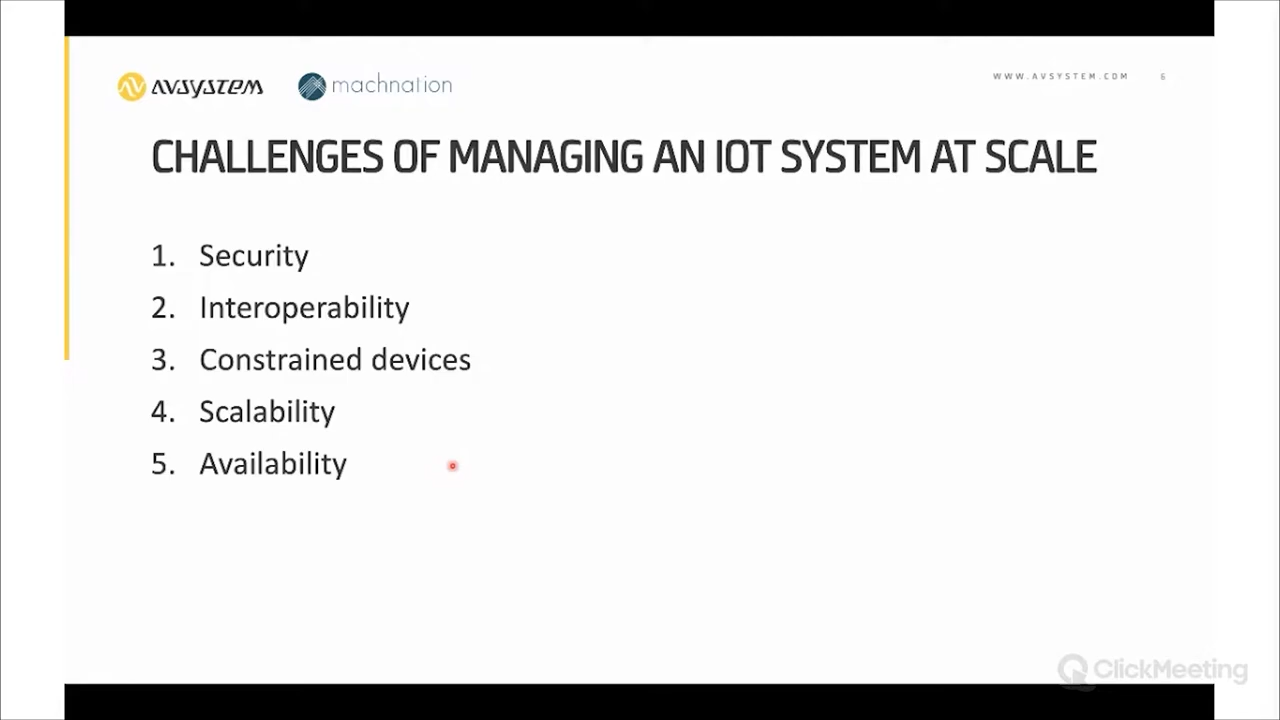 AVSYSTEM
machnation
WWW.AVSYSTEM.COM
6
CHALLENGES OF MANAGING AN IOT SYSTEM AT SCALE
1. Security
2. Interoperability
3. Constrained devices
4. Scalability
5. Availability
ClickMeeting